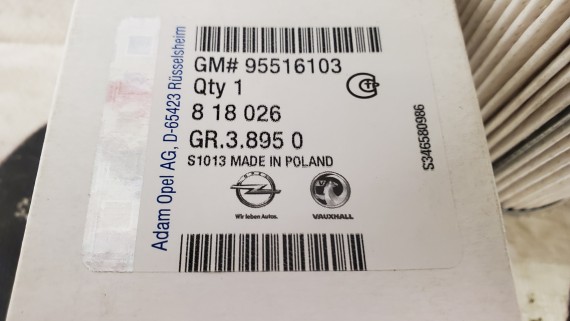 Adam Opel AG, D-65423 Rüsselsheim
GM# 95516103
Qty 1
8 18 026
GR.3.895 0
S1013 MADE IN POLAND
Wir leben Autos.
VAUXHALL
S346580986